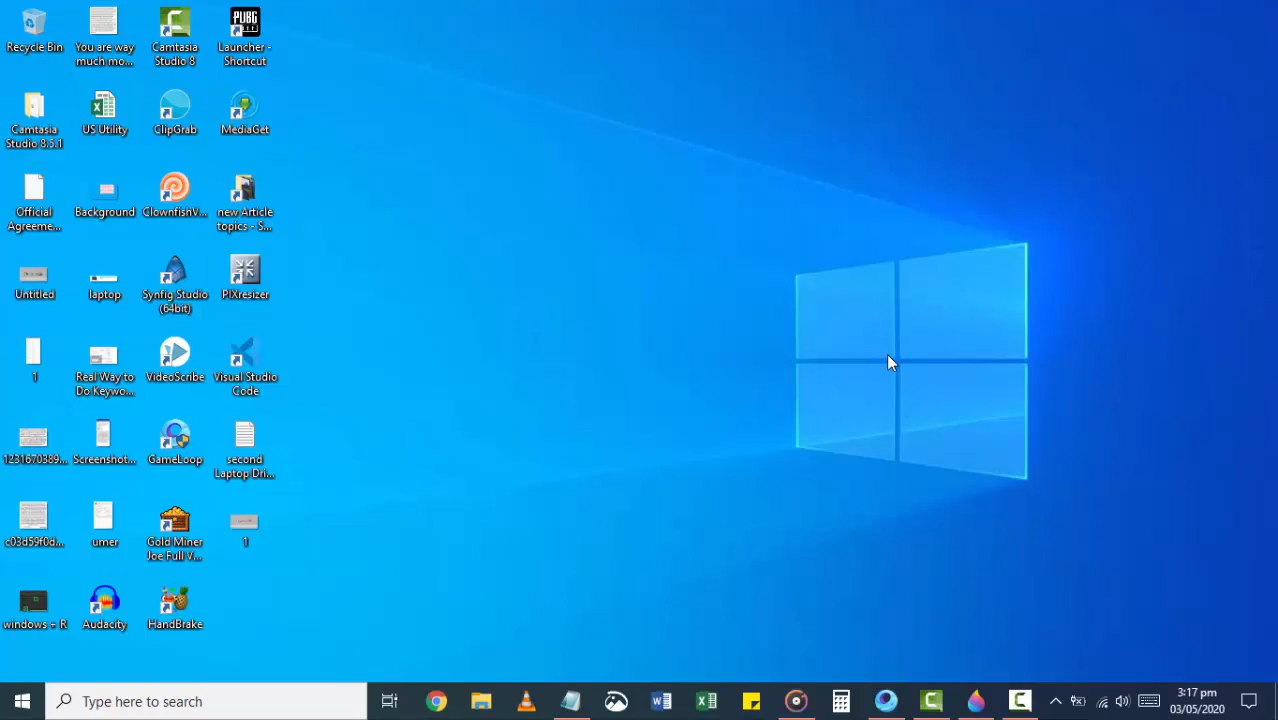 Recycle Bin
You are way
much mo...
Camtasia
Studio 8
PUBG
Launcher -
Shortcut
Camtasia
Studio 8.5.1
US Utility
ClipGrab
MediaGet
Official
Agreeme...
Background
ClownfishV...
new Article
topics - S...
Untitled
laptop
Synfig Studio
(64bit)
PIXresizer
1
Real Way to
Do Keywo...
VideoScribe
Visual Studio
Code
1231670389...
Screenshot...
GameLoop
second
Laptop Dri...
c03d59f0d...
umer
Gold Miner
Joe Full V...
1
windows + R
Audacity
HandBrake
Type here to search
3:17 pm
03/05/2020